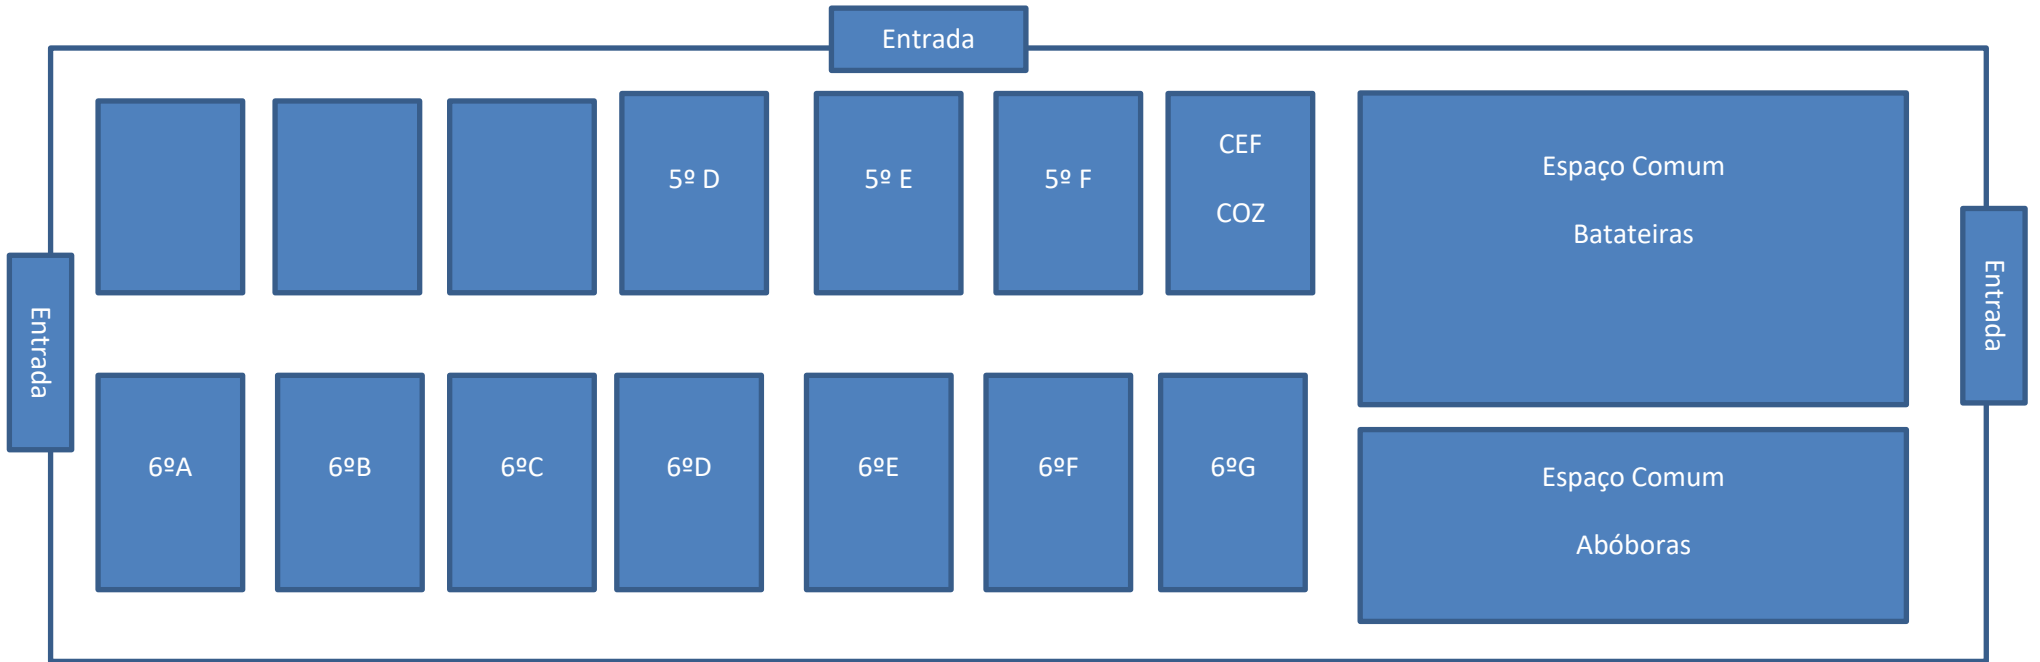 Entrada
5º D
5º E
5º F
CEF
COZ
Espaço Comum
Batateiras
Entrada
Entrada
6ºA
6ºB
6ºC
6ºD
6ºE
6ºF
6ºG
Espaço Comum
Abóboras